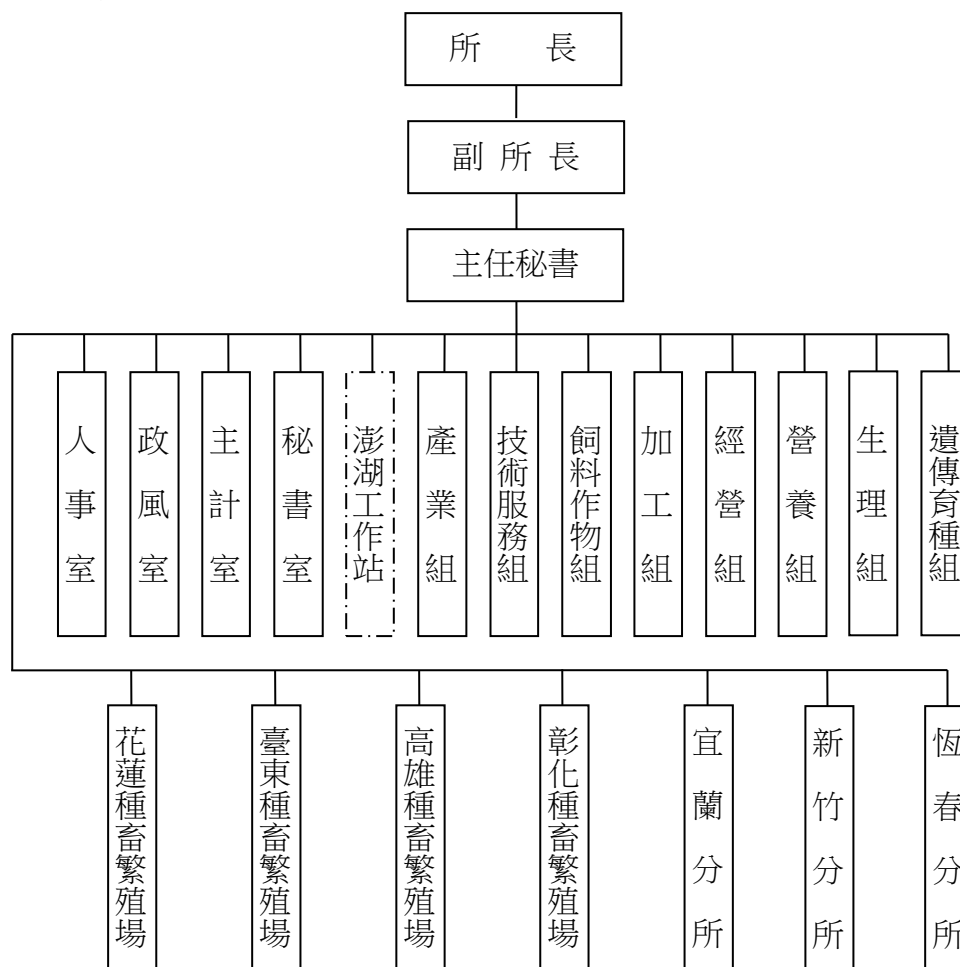 所長
副所長
主任秘書
人事室
政風室
主計室
秘書室
澎湖工作站
產業組
技術服務組
飼料作物組
加工組
經營組
營養組
生理組
遺傳育種組
花蓮種畜繁殖場
臺東種畜繁殖場
高雄種畜繁殖場
彰化種畜繁殖場
宜蘭分所
新竹分所
恆春分所